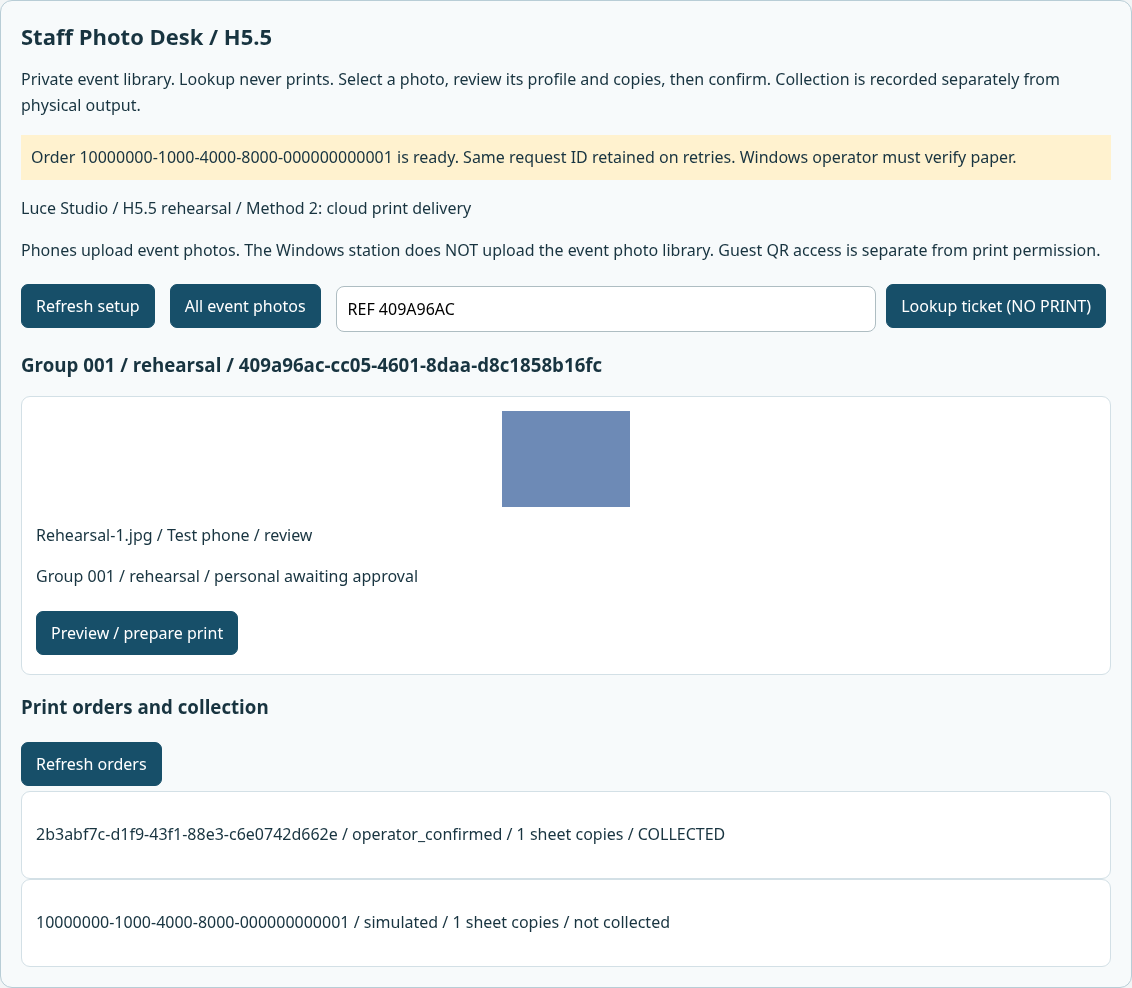 Staff Photo Desk / H5.5
Private event library. Lookup never prints. Select a photo, review its profile and copies, then confirm. Collection is recorded separately from
physical output.
Order 10000000-1000-4000-8000-000000000001 is ready. Same request ID retained on retries. Windows operator must verify paper.
Luce Studio / H5.5 rehearsal / Method 2: cloud print delivery
Phones upload event photos. The Windows station does NOT upload the event photo library. Guest QR access is separate from print permission.
Refresh setup
All event photos
REF 409A96AC
Lookup ticket (NO PRINT)
Group 001 / rehearsal / 409a96ac-cc05-4601-8daa-d8c1858b16fc
Rehearsal-1.jpg / Test phone / review
Group 001 / rehearsal / personal awaiting approval
Preview / prepare print
Print orders and collection
Refresh orders
2b3abf7c-d1f9-43f1-88e3-c6e0742d662e / operator_confirmed / 1 sheet copies / COLLECTED
10000000-1000-4000-8000-000000000001 / simulated / 1 sheet copies / not collected